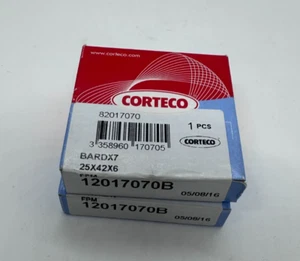 www.corteco.com
CORTECO
82017070
1 PCS
3 358960 170705
CORTECO
BARDX7
25X42X6
FPM
12017070B
05/08/16
FPM
12017070B
05/08/16